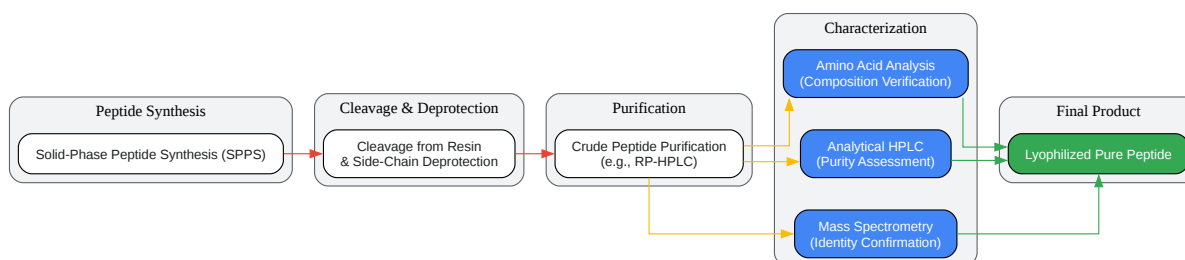 Peptide Synthesis
Solid-Phase Peptide Synthesis (SPPS)
Cleavage & Deprotection
Cleavage from Resin
& Side-Chain Deprotection
Purification
Crude Peptide Purification
(e.g., RP-HPLC)
Characterization
Amino Acid Analysis
(Composition Verification)
Analytical HPLC
(Purity Assessment)
Mass Spectrometry
(Identity Confirmation)
Final Product
Lyophilized Pure Peptide